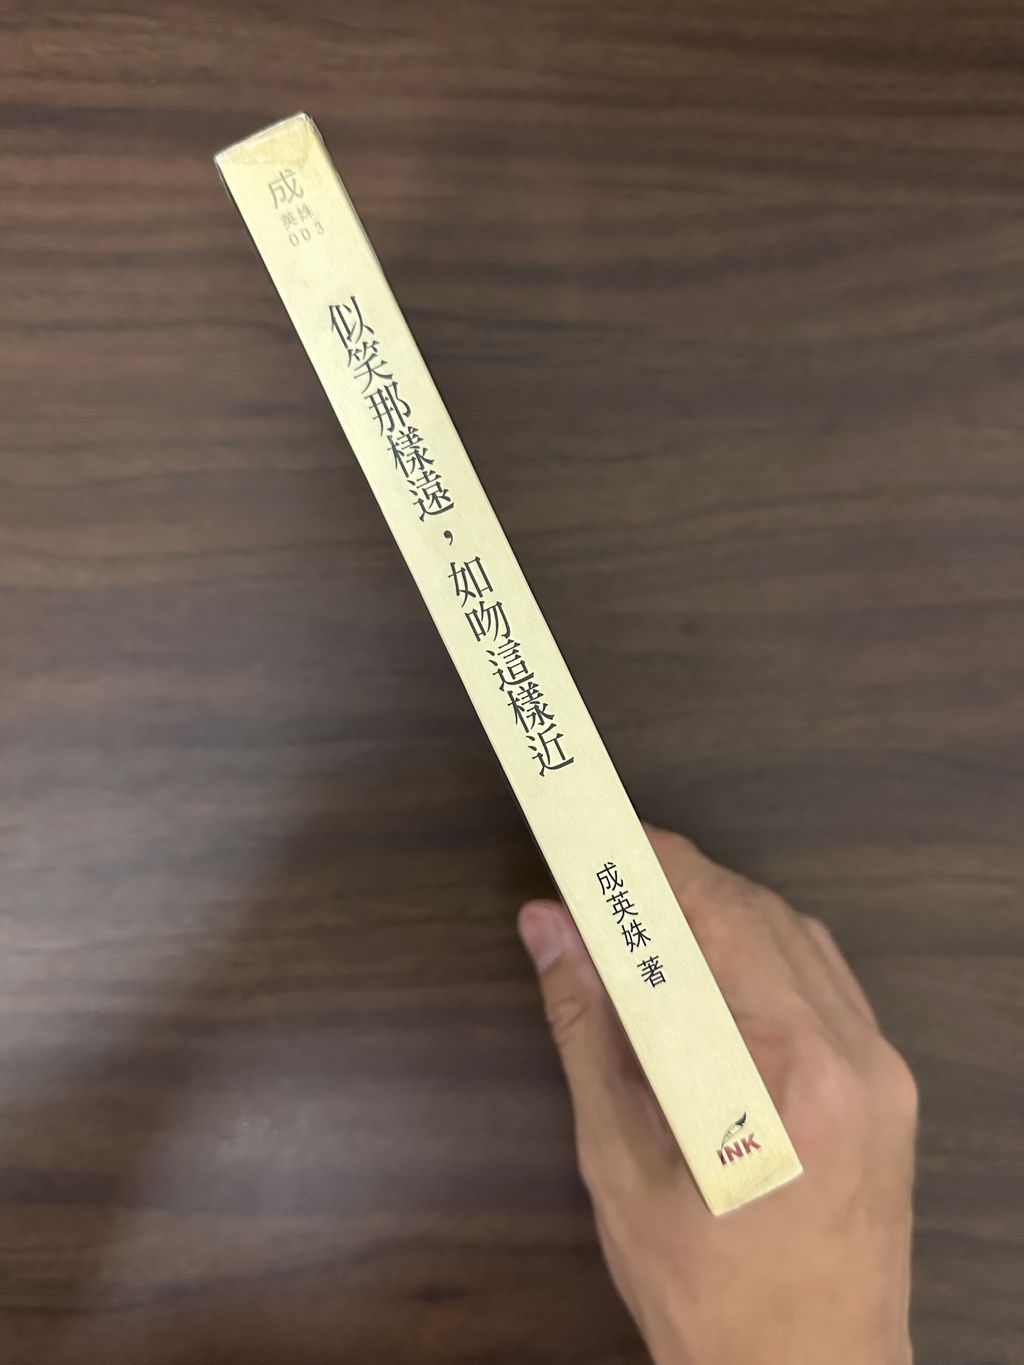 成
英姝
003
似笑那樣遠，如吻這樣近
成英姝 著
INK